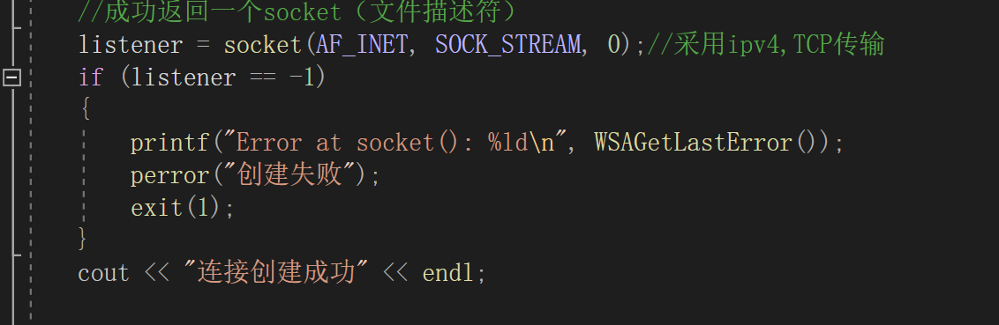 //成功返回一个socket（文件描述符）
listener = socket(AF_INET, SOCK_STREAM, 0);//采用ipv4,TCP传输
if (listener == -1)
{
printf("Error at socket(): %ld\n", WSAGetLastError());
perror("创建失败");
exit(1);
}
cout << "连接创建成功" << endl;